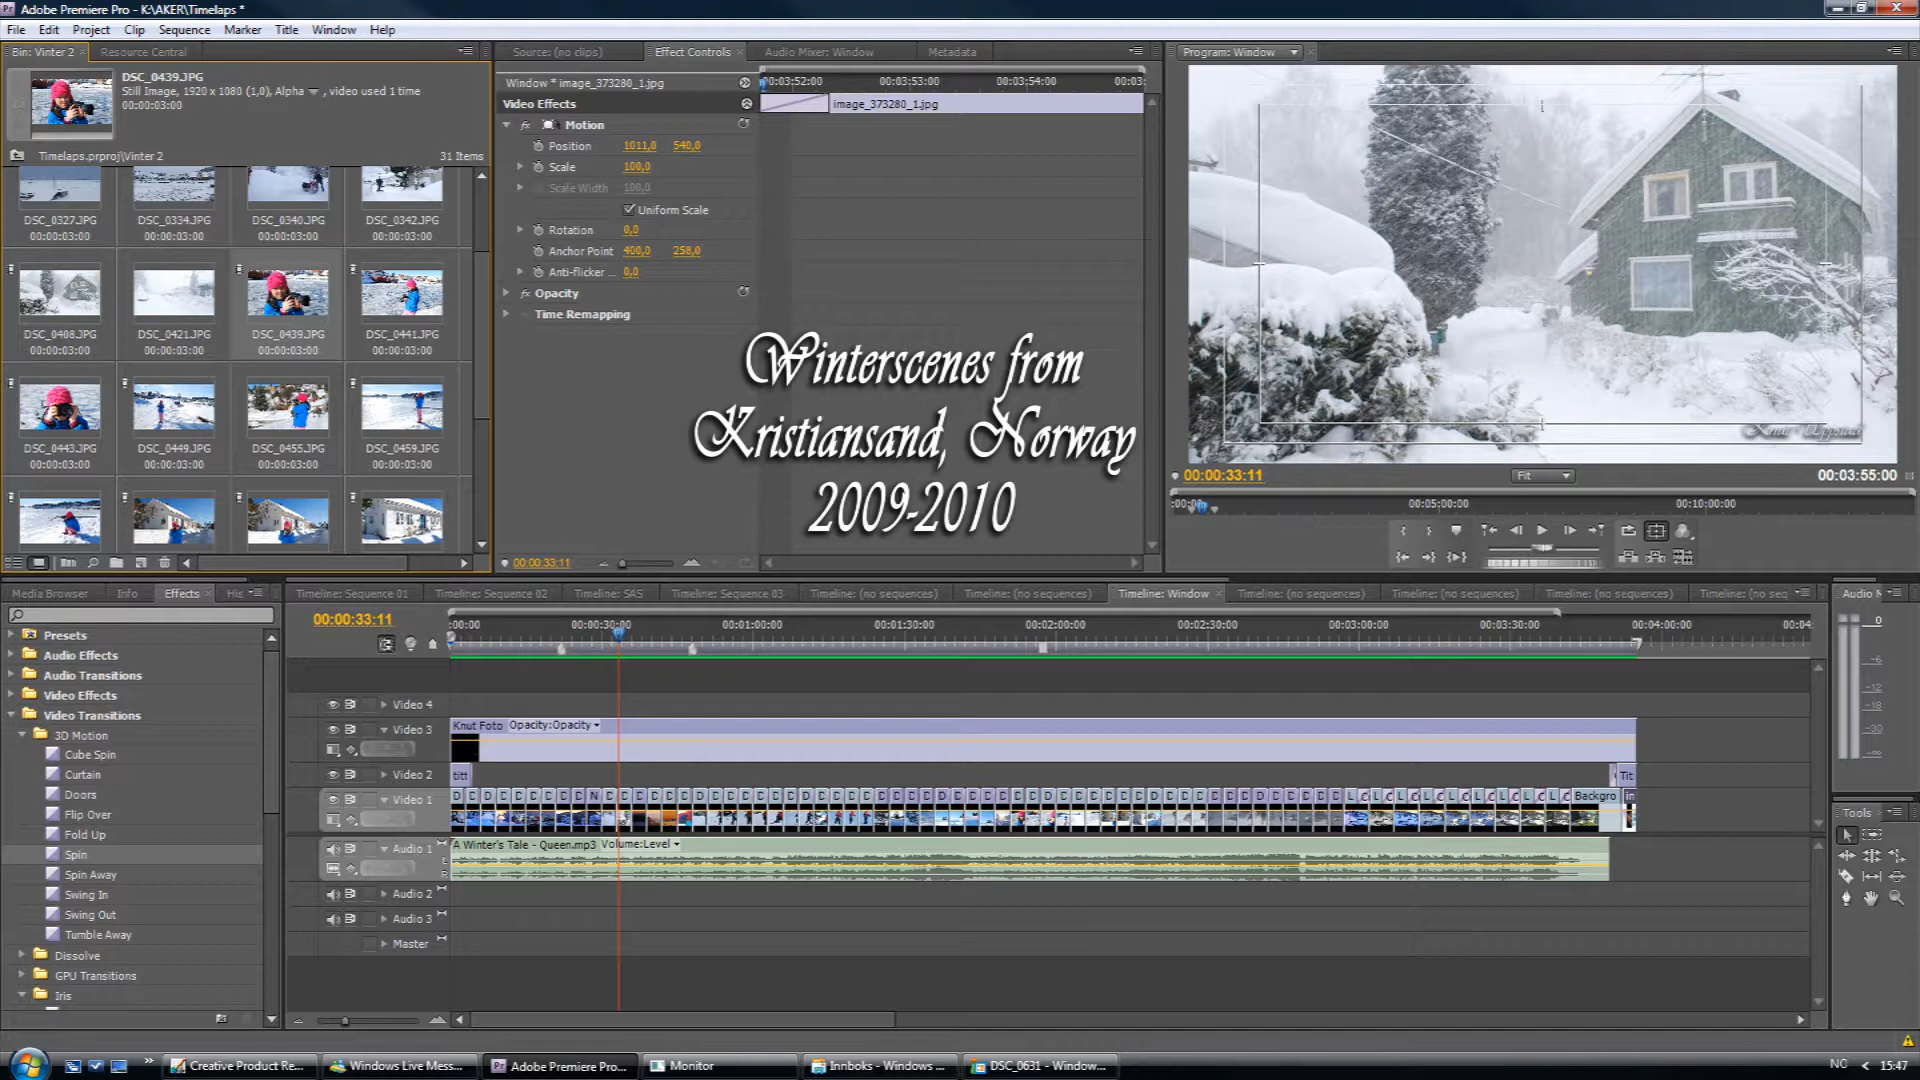 Adobe Premiere Pro - K:\AKER\Timelaps *
File Edit Project Clip Sequence Marker Title Window Help
Bin: Vinter 2 Resource Central
DSC_0439.JPG
Still Image, 1920 x 1080 (1,0), Alpha , video used 1 time
00:00:03:00
Timelaps.prproj\Vinter 2 31 Items
DSC_0327.JPG DSC_0334.JPG DSC_0340.JPG DSC_0342.JPG
00:00:03:00 00:00:03:00 00:00:03:00 00:00:03:00
DSC_0408.JPG DSC_0421.JPG DSC_0439.JPG DSC_0441.JPG
00:00:03:00 00:00:03:00 00:00:03:00 00:00:03:00
DSC_0443.JPG DSC_0449.JPG DSC_0455.JPG DSC_0459.JPG
00:00:03:00 00:00:03:00 00:00:03:00 00:00:03:00
Source: (no clips) Effect Controls Audio Mixer: Window Metadata
Window * image_373280_1.jpg
00:03:52:00 00:03:53:00 00:03:54:00 00:03:
Video Effects
image_373280_1.jpg
fx Motion
Position 1011,0 540,0
Scale 100,0
Scale Width 100,0
Uniform Scale
Rotation 0,0
Anchor Point 400,0 258,0
Anti-flicker ... 0,0
fx Opacity
Time Remapping
Winterscenes from
Kristiansand, Norway
2009-2010
00:00:33:11
Program: Window
00:00:33:11 Fit 00:03:55:00
00:05:00:00 00:10:00:00
Media Browser Info Effects His
Presets
Audio Effects
Audio Transitions
Video Effects
Video Transitions
3D Motion
Cube Spin
Curtain
Doors
Flip Over
Fold Up
Spin
Spin Away
Swing In
Swing Out
Tumble Away
Dissolve
GPU Transitions
Iris
Timeline: Sequence 01 Timeline: Sequence 02 Timeline: SAS Timeline: Sequence 03 Timeline: (no sequences) Timeline: (no sequences) Timeline: Window Timeline: (no sequences) Timeline: (no sequences) Timeline: (no sequences) Timeline: (no seq
00:00:33:11
:00:00 00:00:30:00 00:01:00:00 00:01:30:00 00:02:00:00 00:02:30:00 00:03:00:00 00:03:30:00 00:04:00:00 00:04:
Video 4
Video 3 Knut Foto Opacity:Opacity
Video 2 titt Tit
Video 1 Backgro in
Audio 1 A Winter's Tale - Queen.mp3 Volume:Level
Audio 2
Audio 3
Master
Audio M
0
-6
-12
-18
-30
-∞
Tools
Creative Product Re... Windows Live Mess... Adobe Premiere Pro... Monitor Innboks - Windows ... DSC_0631 - Window... NO 15:47